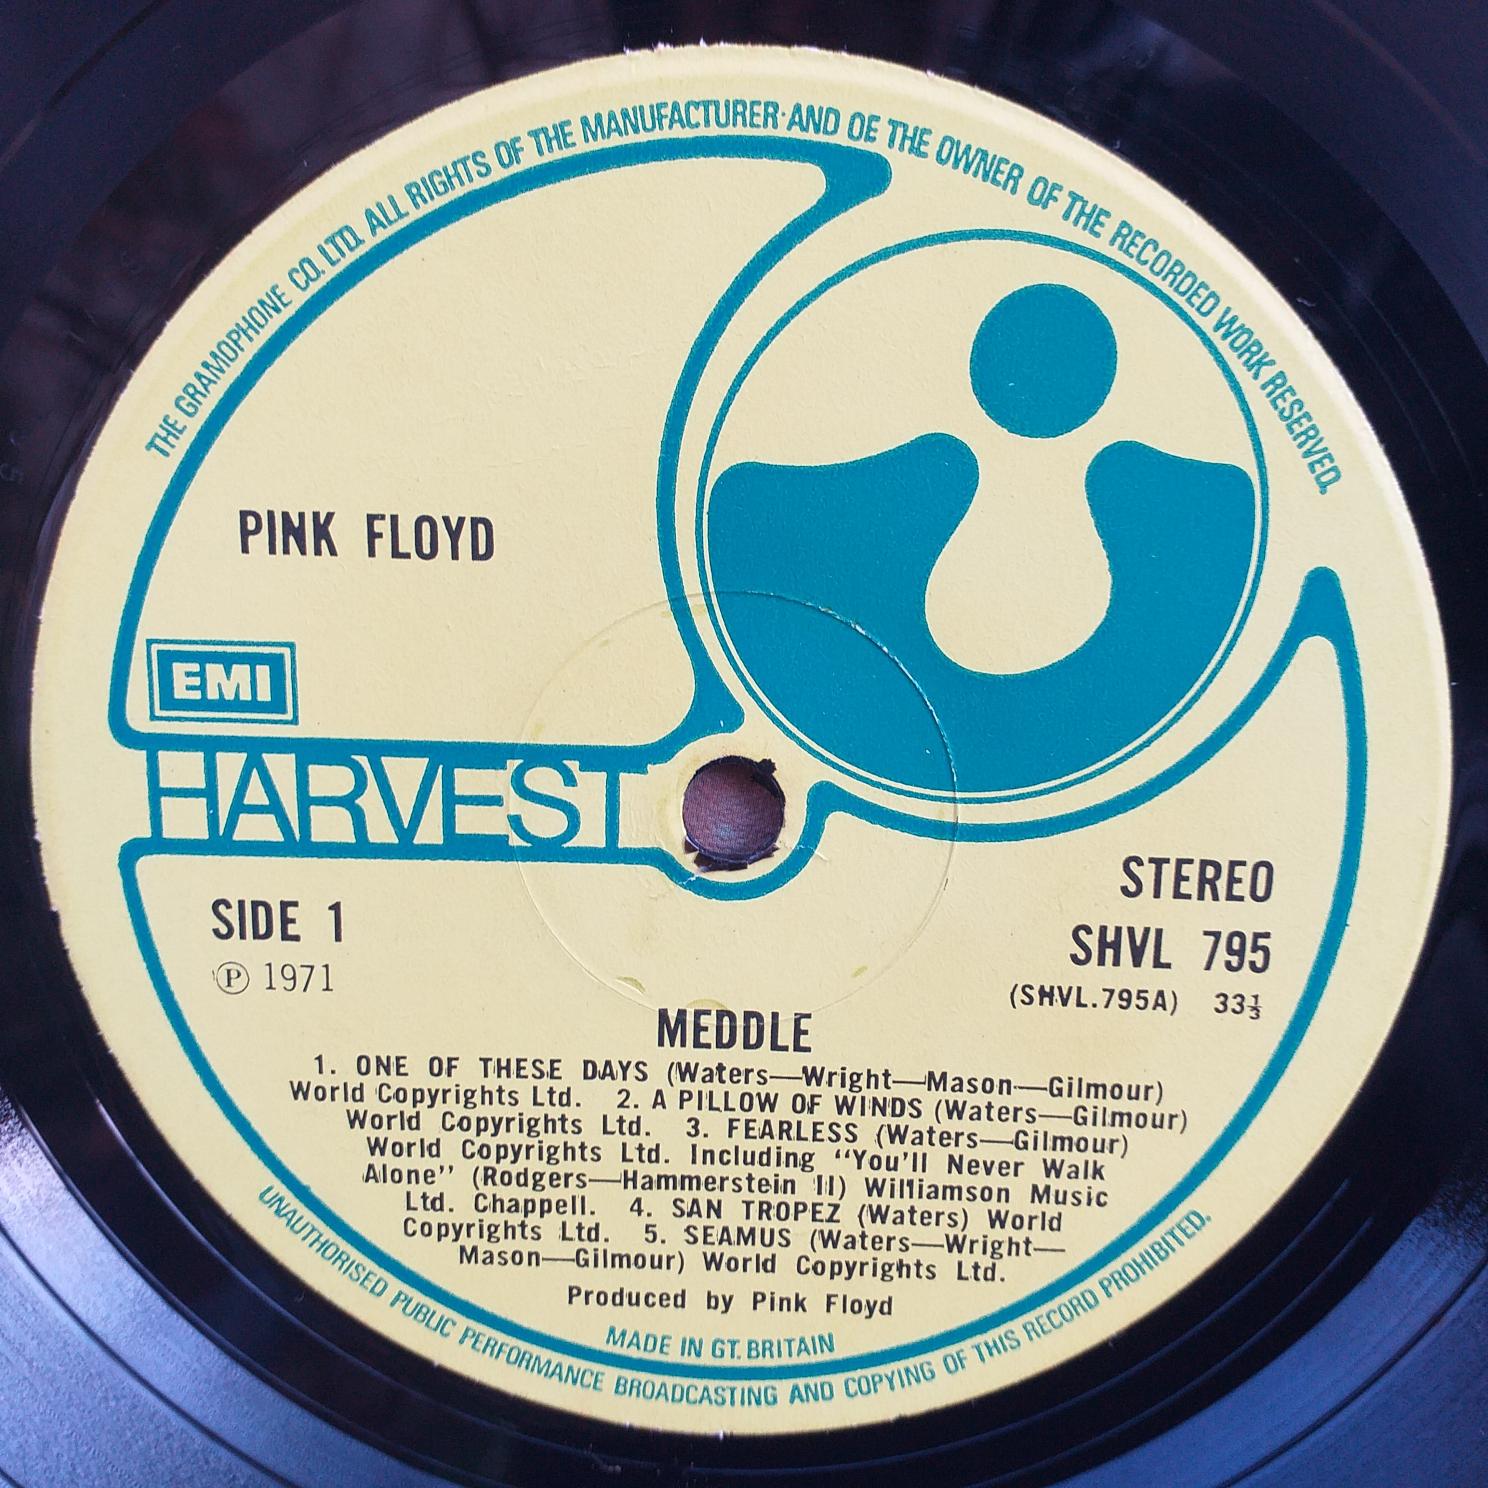 THE GRAMOPHONE CO. LTD. ALL RIGHTS OF THE MANUFACTURER·AND OE THE OWNER OF THE RECORDED WORK RESERVED.
PINK FLOYD
EMI
HARVEST
STEREO
SIDE 1
SHVL 795
Ⓟ 1971
(SHVL.795A) 33⅓
MEDDLE
1. ONE OF THESE DAYS (Waters—Wright—Mason—Gilmour)
World Copyrights Ltd. 2. A PILLOW OF WINDS (Waters—Gilmour)
World Copyrights Ltd. 3. FEARLESS (Waters—Gilmour)
World Copyrights Ltd. Including “You’ll Never Walk
Alone” (Rodgers—Hammerstein II) Williamson Music
Ltd. Chappell. 4. SAN TROPEZ (Waters) World
Copyrights Ltd. 5. SEAMUS (Waters—Wright—
Mason—Gilmour) World Copyrights Ltd.
Produced by Pink Floyd
MADE IN GT. BRITAIN
UNAUTHORISED PUBLIC PERFORMANCE BROADCASTING AND COPYING OF THIS RECORD PROHIBITED.